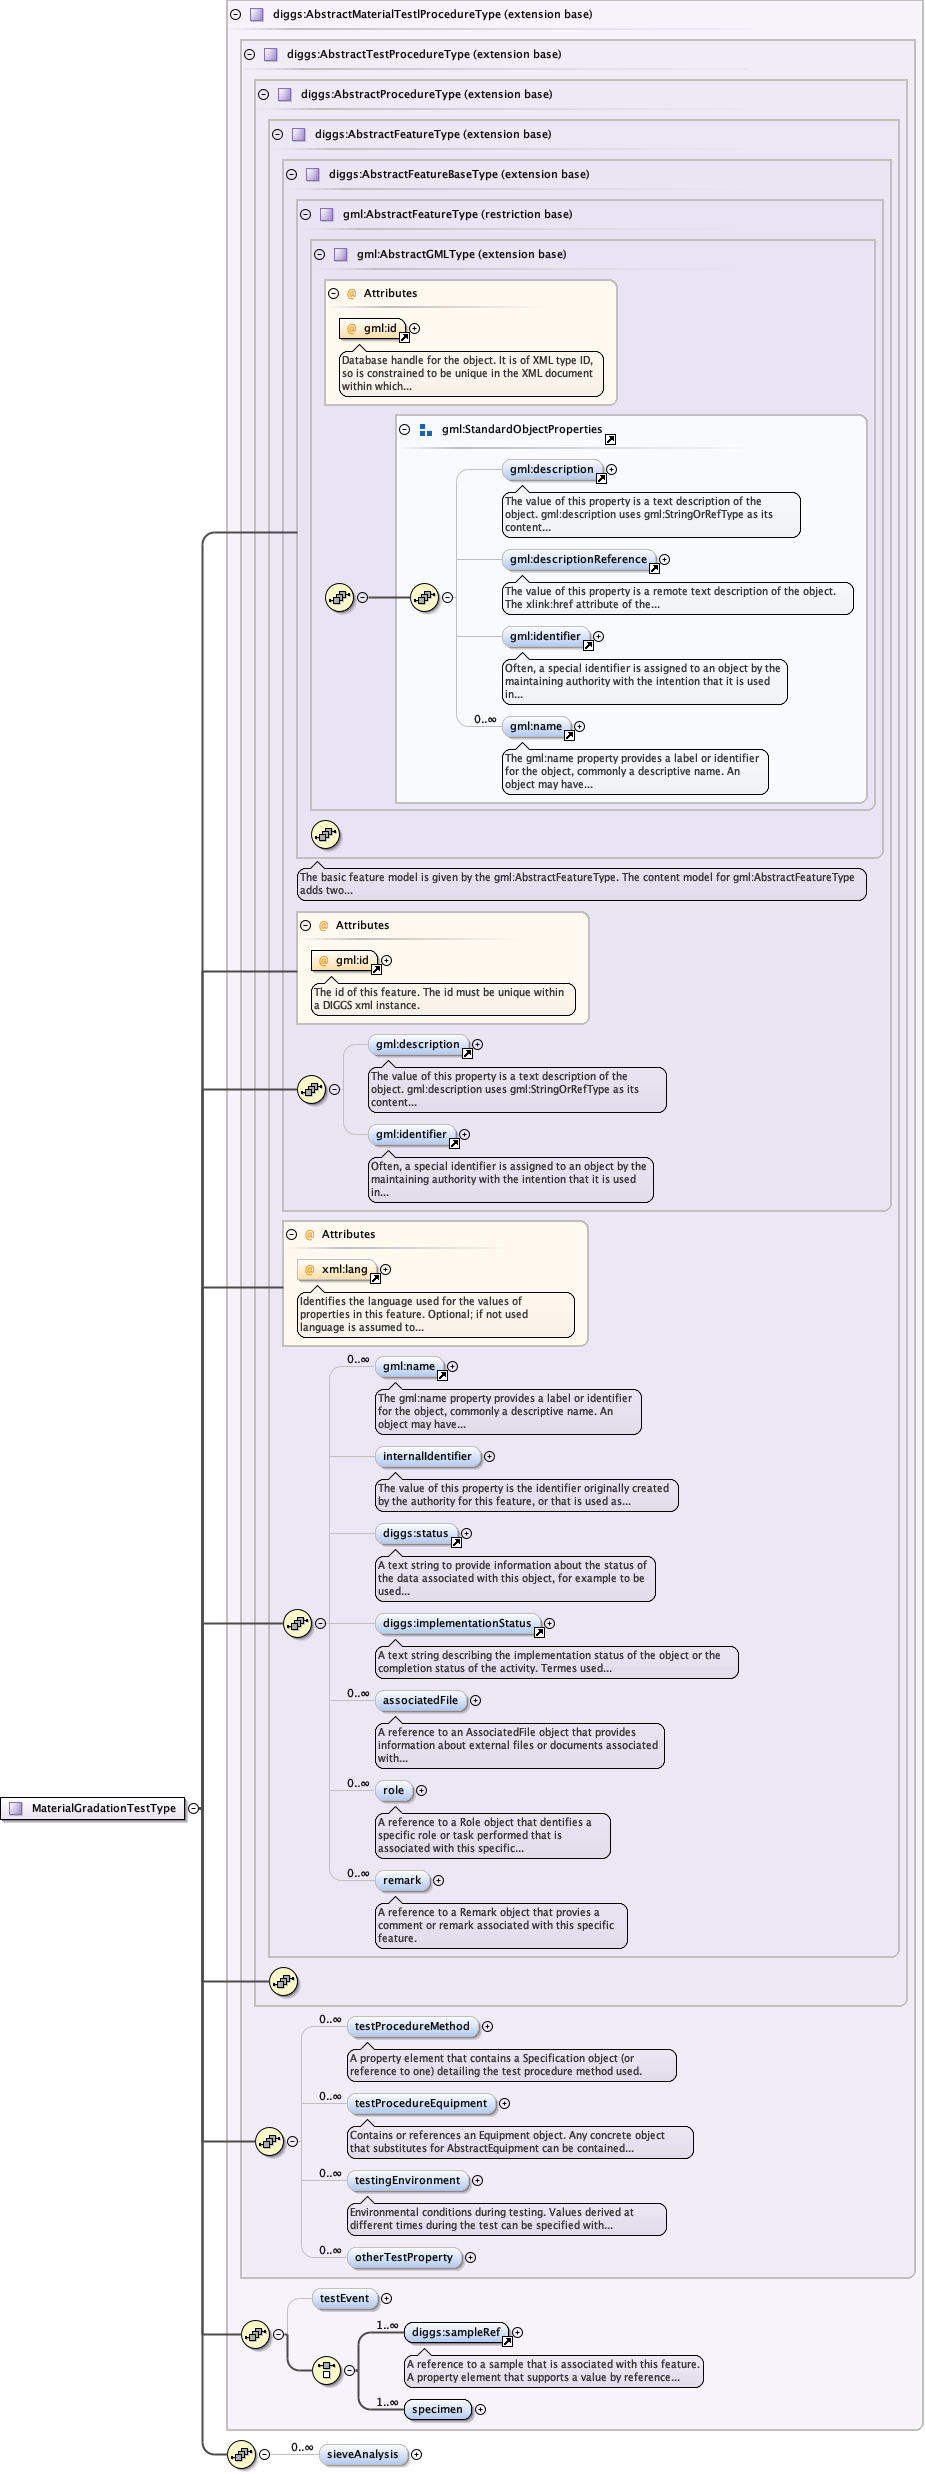 diggs:AbstractMaterialTestlProcedureType (extension base)
diggs:AbstractTestProcedureType (extension base)
diggs:AbstractProcedureType (extension base)
diggs:AbstractFeatureType (extension base)
diggs:AbstractFeatureBaseType (extension base)
gml:AbstractFeatureType (restriction base)
gml:AbstractGMLType (extension base)
@ Attributes
@ gml:id
Database handle for the object. It is of XML type ID,
so is constrained to be unique in the XML document
within which...
gml:StandardObjectProperties
gml:description
The value of this property is a text description of the
object. gml:description uses gml:StringOrRefType as its
content...
gml:descriptionReference
The value of this property is a remote text description of the object.
The xlink:href attribute of the...
gml:identifier
Often, a special identifier is assigned to an object by the
maintaining authority with the intention that it is used
in...
0..∞ gml:name
The gml:name property provides a label or identifier
for the object, commonly a descriptive name. An
object may have...
The basic feature model is given by the gml:AbstractFeatureType. The content model for gml:AbstractFeatureType
adds two...
@ Attributes
@ gml:id
The id of this feature. The id must be unique within
a DIGGS xml instance.
gml:description
The value of this property is a text description of the
object. gml:description uses gml:StringOrRefType as its
content...
gml:identifier
Often, a special identifier is assigned to an object by the
maintaining authority with the intention that it is used
in...
@ Attributes
@ xml:lang
Identifies the language used for the values of
properties in this feature. Optional; if not used
language is assumed to...
0..∞ gml:name
The gml:name property provides a label or identifier
for the object, commonly a descriptive name. An
object may have...
internalIdentifier
The value of this property is the identifier originally created
by the authority for this feature, or that is used as...
diggs:status
A text string to provide information about the status of
the data associated with this object, for example to be
used...
diggs:implementationStatus
A text string describing the implementation status of the object or the
completion status of the activity. Termes used...
0..∞ associatedFile
A reference to an AssociatedFile object that provides
information about external files or documents associated
with...
0..∞ role
A reference to a Role object that dentifies a
specific role or task performed that is
associated with this specific...
MaterialGradationTestType
0..∞ remark
A reference to a Remark object that provies a
comment or remark associated with this specific
feature.
0..∞ testProcedureMethod
A property element that contains a Specification object (or
reference to one) detailing the test procedure method used.
0..∞ testProcedureEquipment
Contains or references an Equipment object. Any concrete object
that substitutes for AbstractEquipment can be contained...
0..∞ testingEnvironment
Environmental conditions during testing. Values derived at
different times during the test can be specified with...
0..∞ otherTestProperty
testEvent
1..∞ diggs:sampleRef
A reference to a sample that is associated with this feature.
A property element that supports a value by reference...
1..∞ specimen
0..∞ sieveAnalysis